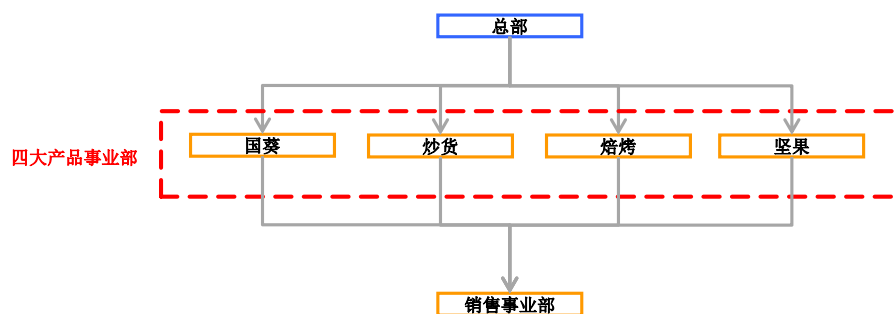 总部
四大产品事业部
国葵
炒货
焙烤
坚果
销售事业部